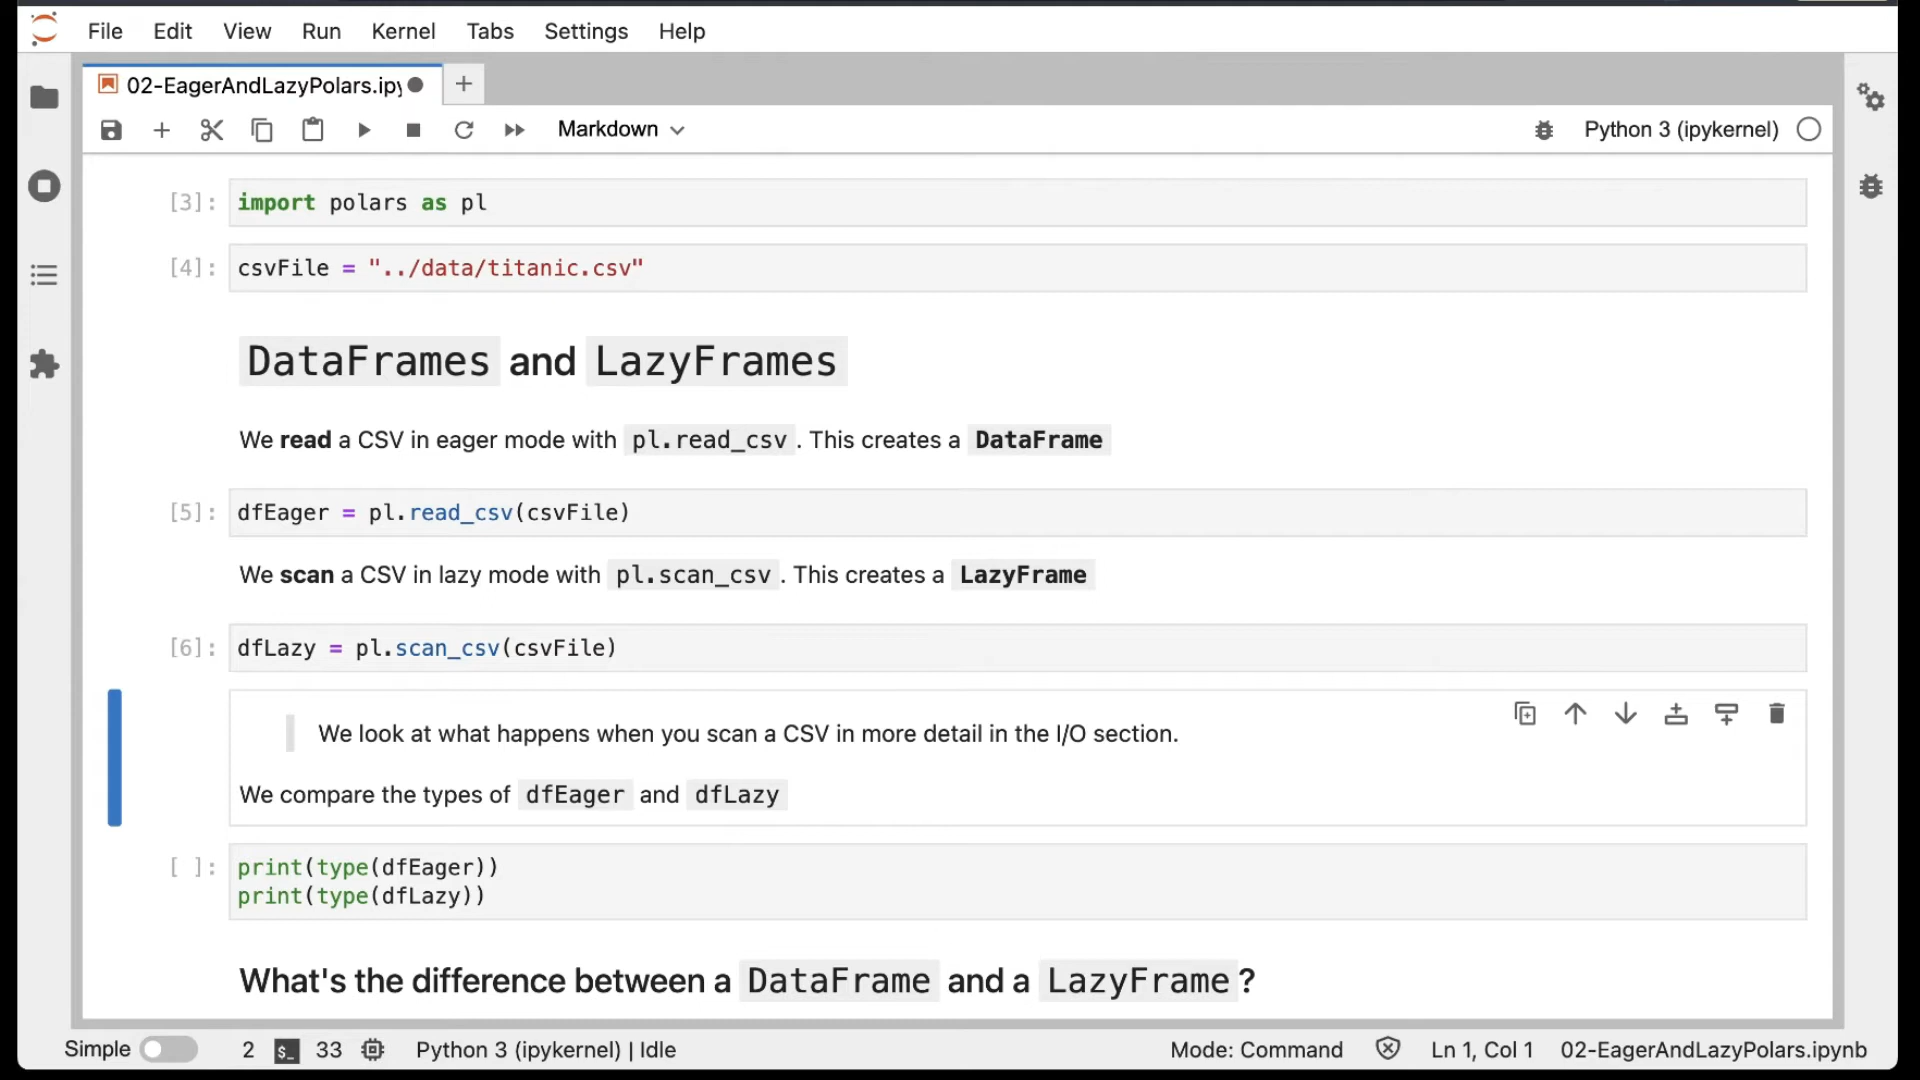 File Edit View Run Kernel Tabs Settings Help
02-EagerAndLazyPolars.ipy
Markdown Python 3 (ipykernel)
[3]: import polars as pl
[4]: csvFile = "../data/titanic.csv"
DataFrames and LazyFrames
We read a CSV in eager mode with pl.read_csv. This creates a DataFrame
[5]: dfEager = pl.read_csv(csvFile)
We scan a CSV in lazy mode with pl.scan_csv. This creates a LazyFrame
[6]: dfLazy = pl.scan_csv(csvFile)
We look at what happens when you scan a CSV in more detail in the I/O section.
We compare the types of dfEager and dfLazy
[ ]: print(type(dfEager))
print(type(dfLazy))
What's the difference between a DataFrame and a LazyFrame?
Simple 2 $_ 33 Python 3 (ipykernel) | Idle Mode: Command Ln 1, Col 1 02-EagerAndLazyPolars.ipynb